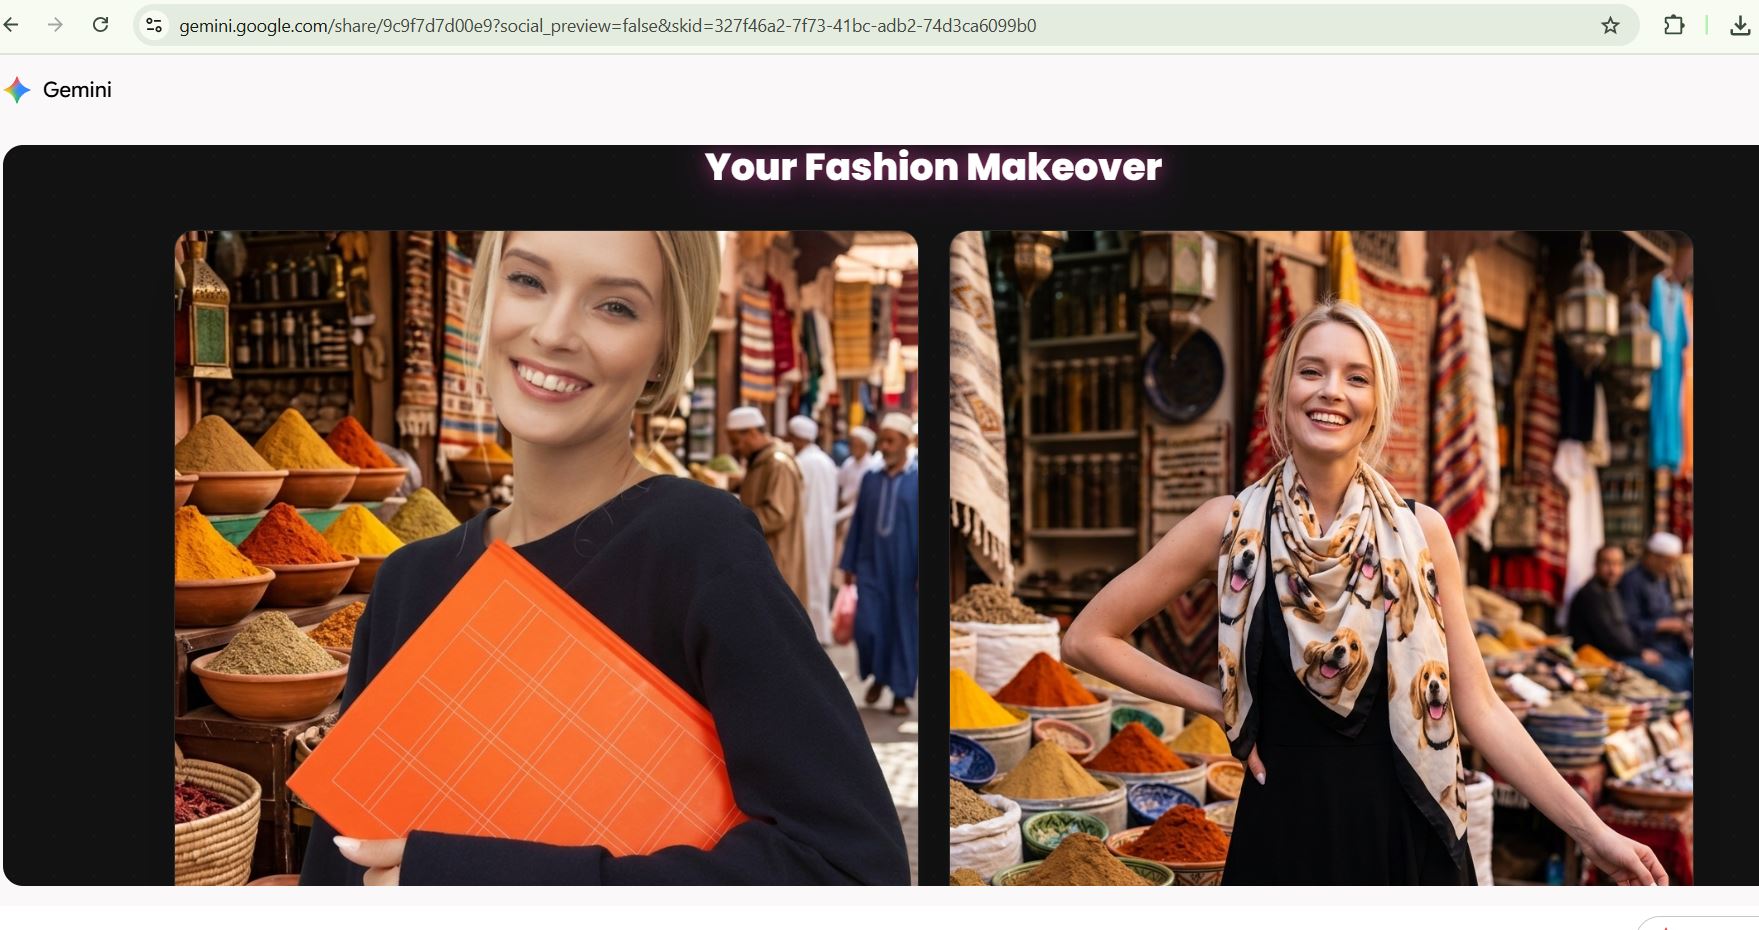 gemini.google.com/share/9c9f7d7d00e9?social_preview=false&skid=327f46a2-7f73-41bc-adb2-74d3ca6099b0
Gemini
Your Fashion Makeover